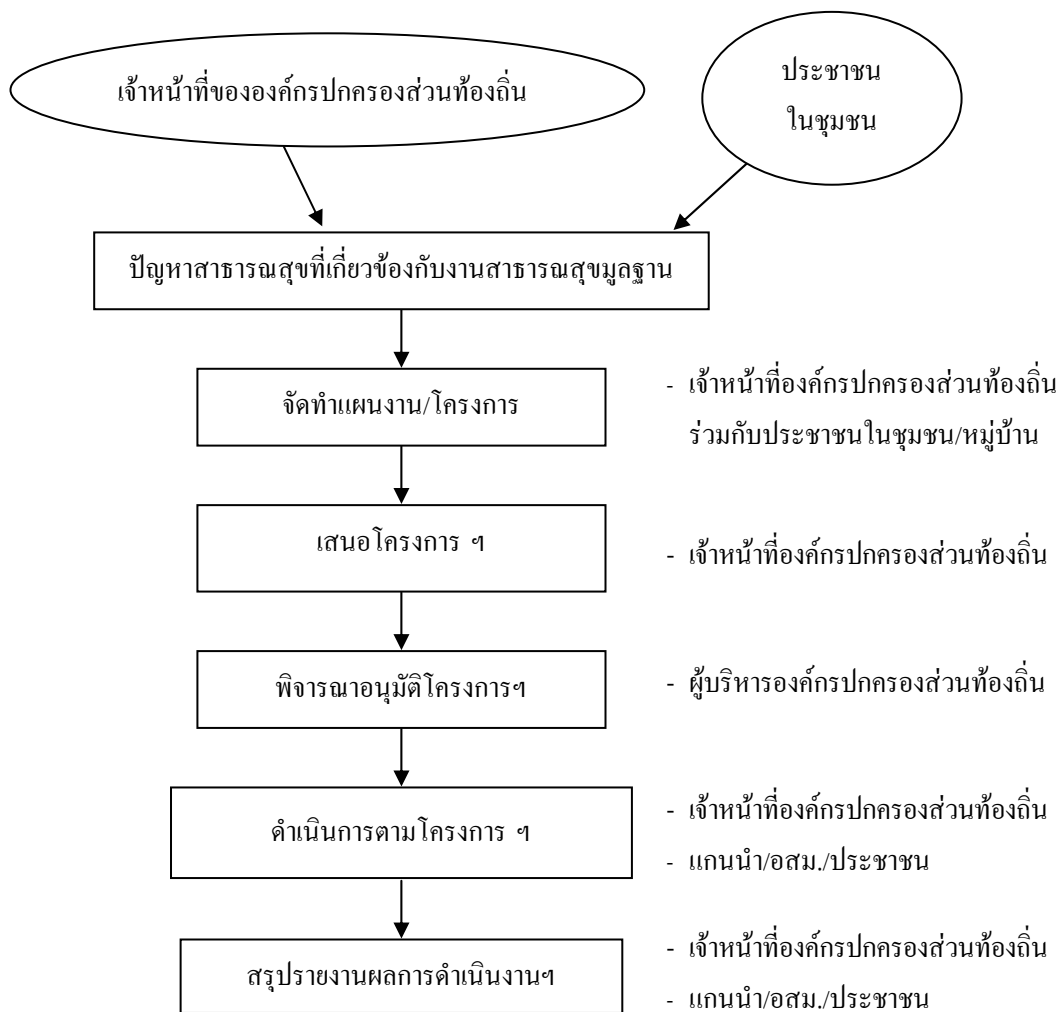 เจ้าหน้าที่ขององค์กรปกครองส่วนท้องถิ่น
ประชาชน
ในชุมชน
ปัญหาสาธารณสุขที่เกี่ยวข้องกับงานสาธารณสุขมูลฐาน
จัดทำแผนงาน/โครงการ
- เจ้าหน้าที่องค์กรปกครองส่วนท้องถิ่น
ร่วมกับประชาชนในชุมชน/หมู่บ้าน
เสนอโครงการ ฯ
- เจ้าหน้าที่องค์กรปกครองส่วนท้องถิ่น
พิจารณาอนุมัติโครงการฯ
- ผู้บริหารองค์กรปกครองส่วนท้องถิ่น
ดำเนินการตามโครงการ ฯ
- เจ้าหน้าที่องค์กรปกครองส่วนท้องถิ่น
- แกนนำ/อสม./ประชาชน
สรุปรายงานผลการดำเนินงานฯ
- เจ้าหน้าที่องค์กรปกครองส่วนท้องถิ่น
- แกนนำ/อสม./ประชาชน